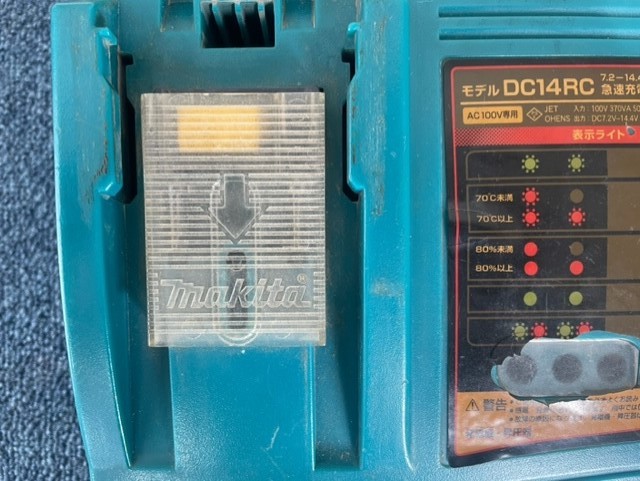 makita®
モデル DC14RC 7.2-14.4
急速充電
AC100V専用 JET 入力: 100V 370VA 50
OHENS 出力: DC7.2V-14.4V
表示ライト
70℃未満
70℃以上
80%未満
80%以上
警告